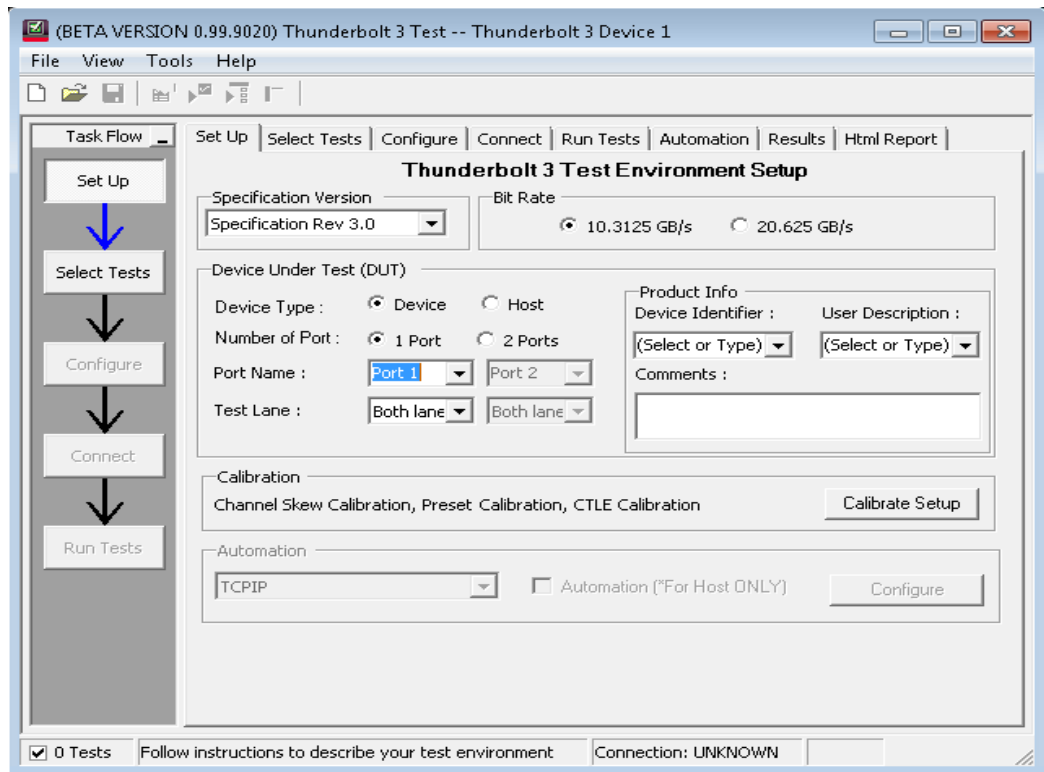 (BETA VERSION 0.99.9020) Thunderbolt 3 Test -- Thunderbolt 3 Device 1
File View Tools Help
Task Flow
Set Up Select Tests Configure Connect Run Tests Automation Results Html Report
Set Up
Select Tests
Configure
Connect
Run Tests
Thunderbolt 3 Test Environment Setup
Specification Version
Specification Rev 3.0
Bit Rate
10.3125 GB/s 20.625 GB/s
Device Under Test (DUT)
Device Type : Device Host
Number of Port : 1 Port 2 Ports
Port Name : Port 1 Port 2
Test Lane : Both lane Both lane
Product Info
Device Identifier : User Description :
(Select or Type) (Select or Type)
Comments :
Calibration
Channel Skew Calibration, Preset Calibration, CTLE Calibration Calibrate Setup
Automation
TCPIP Automation (*For Host ONLY) Configure
0 Tests Follow instructions to describe your test environment Connection: UNKNOWN